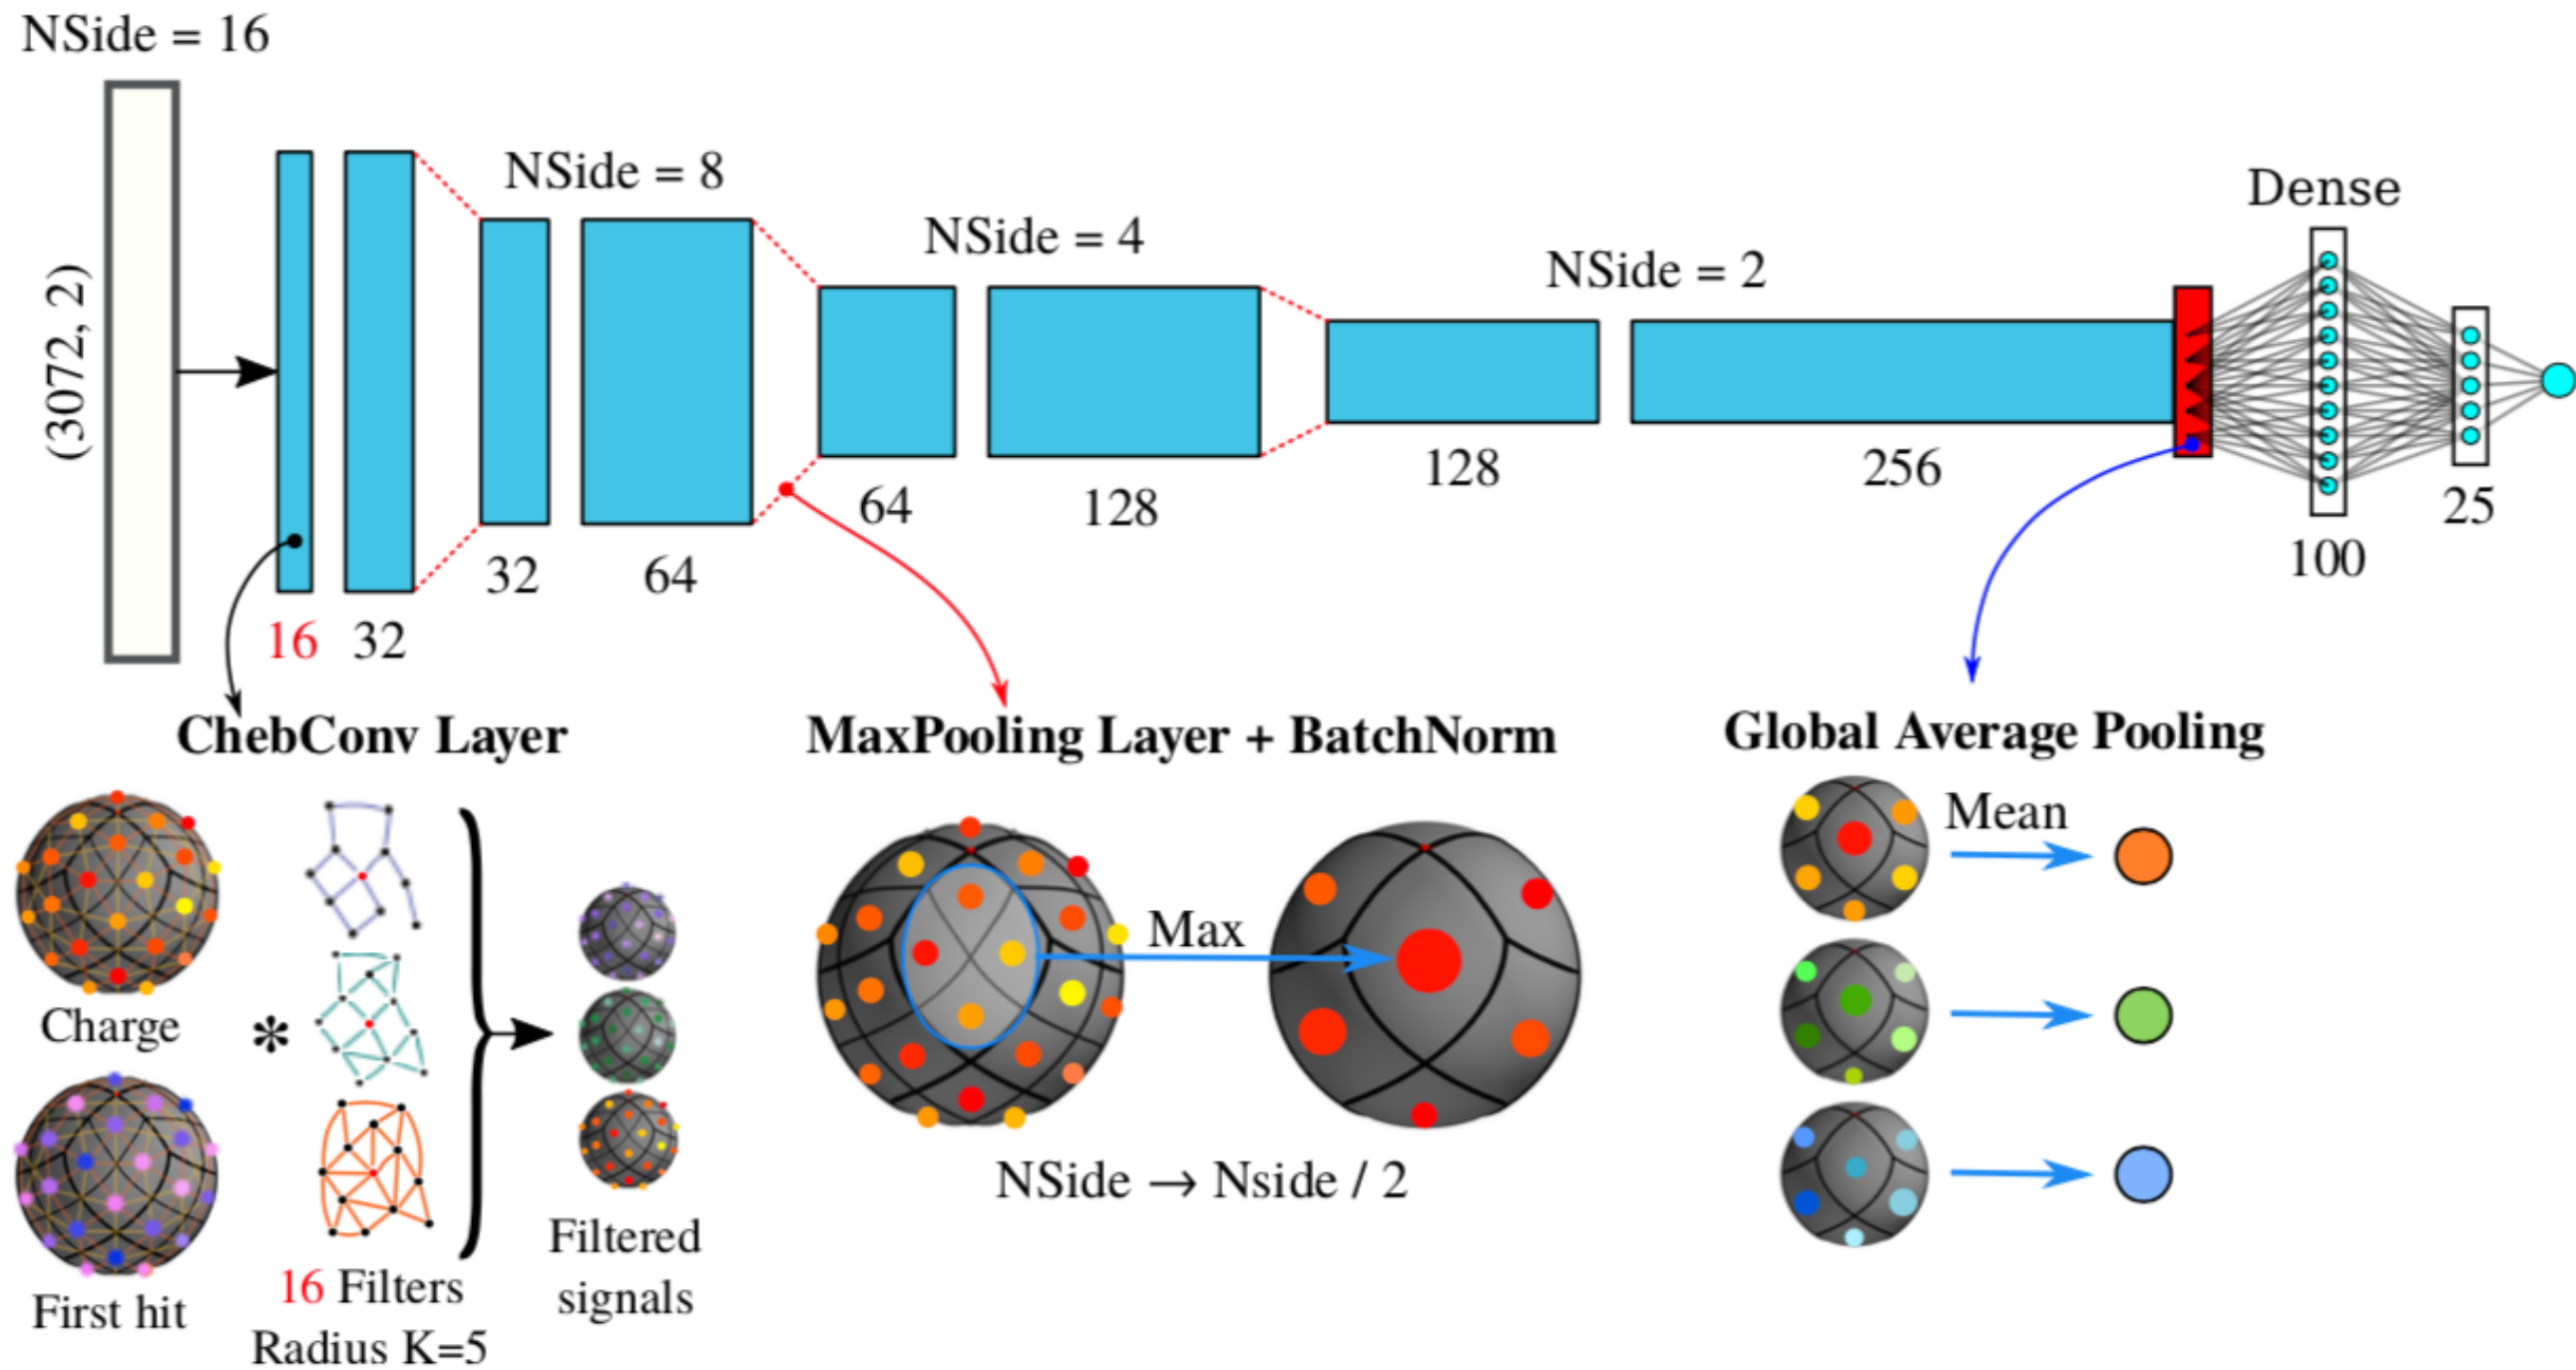 NSide = 16
(3072, 2)
NSide = 8
NSide = 4
NSide = 2
Dense
16
32
32
64
64
128
128
256
100
25
ChebConv Layer
MaxPooling Layer + BatchNorm
Global Average Pooling
Charge
*
First hit
16 Filters
Radius K=5
Filtered
signals
Max
NSide → Nside / 2
Mean